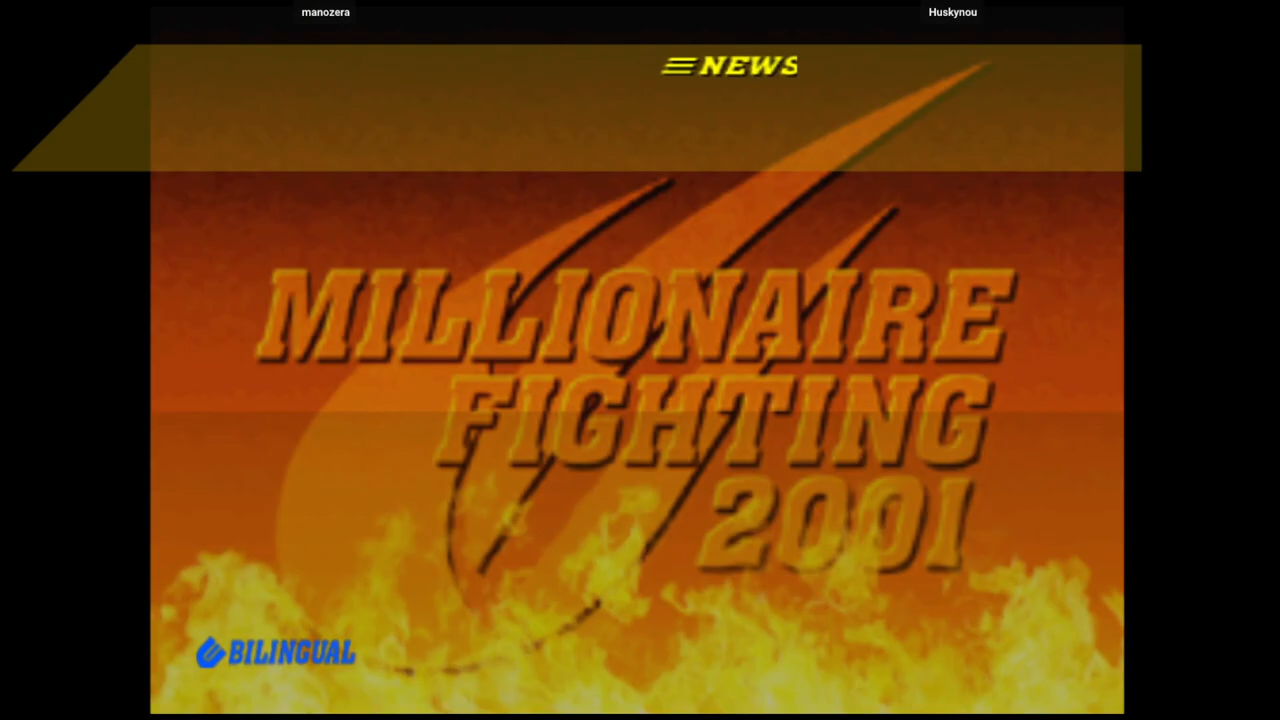 manozera
Huskynou
NEWS
MILLIONAIRE
FIGHTING
2001
BILINGUAL